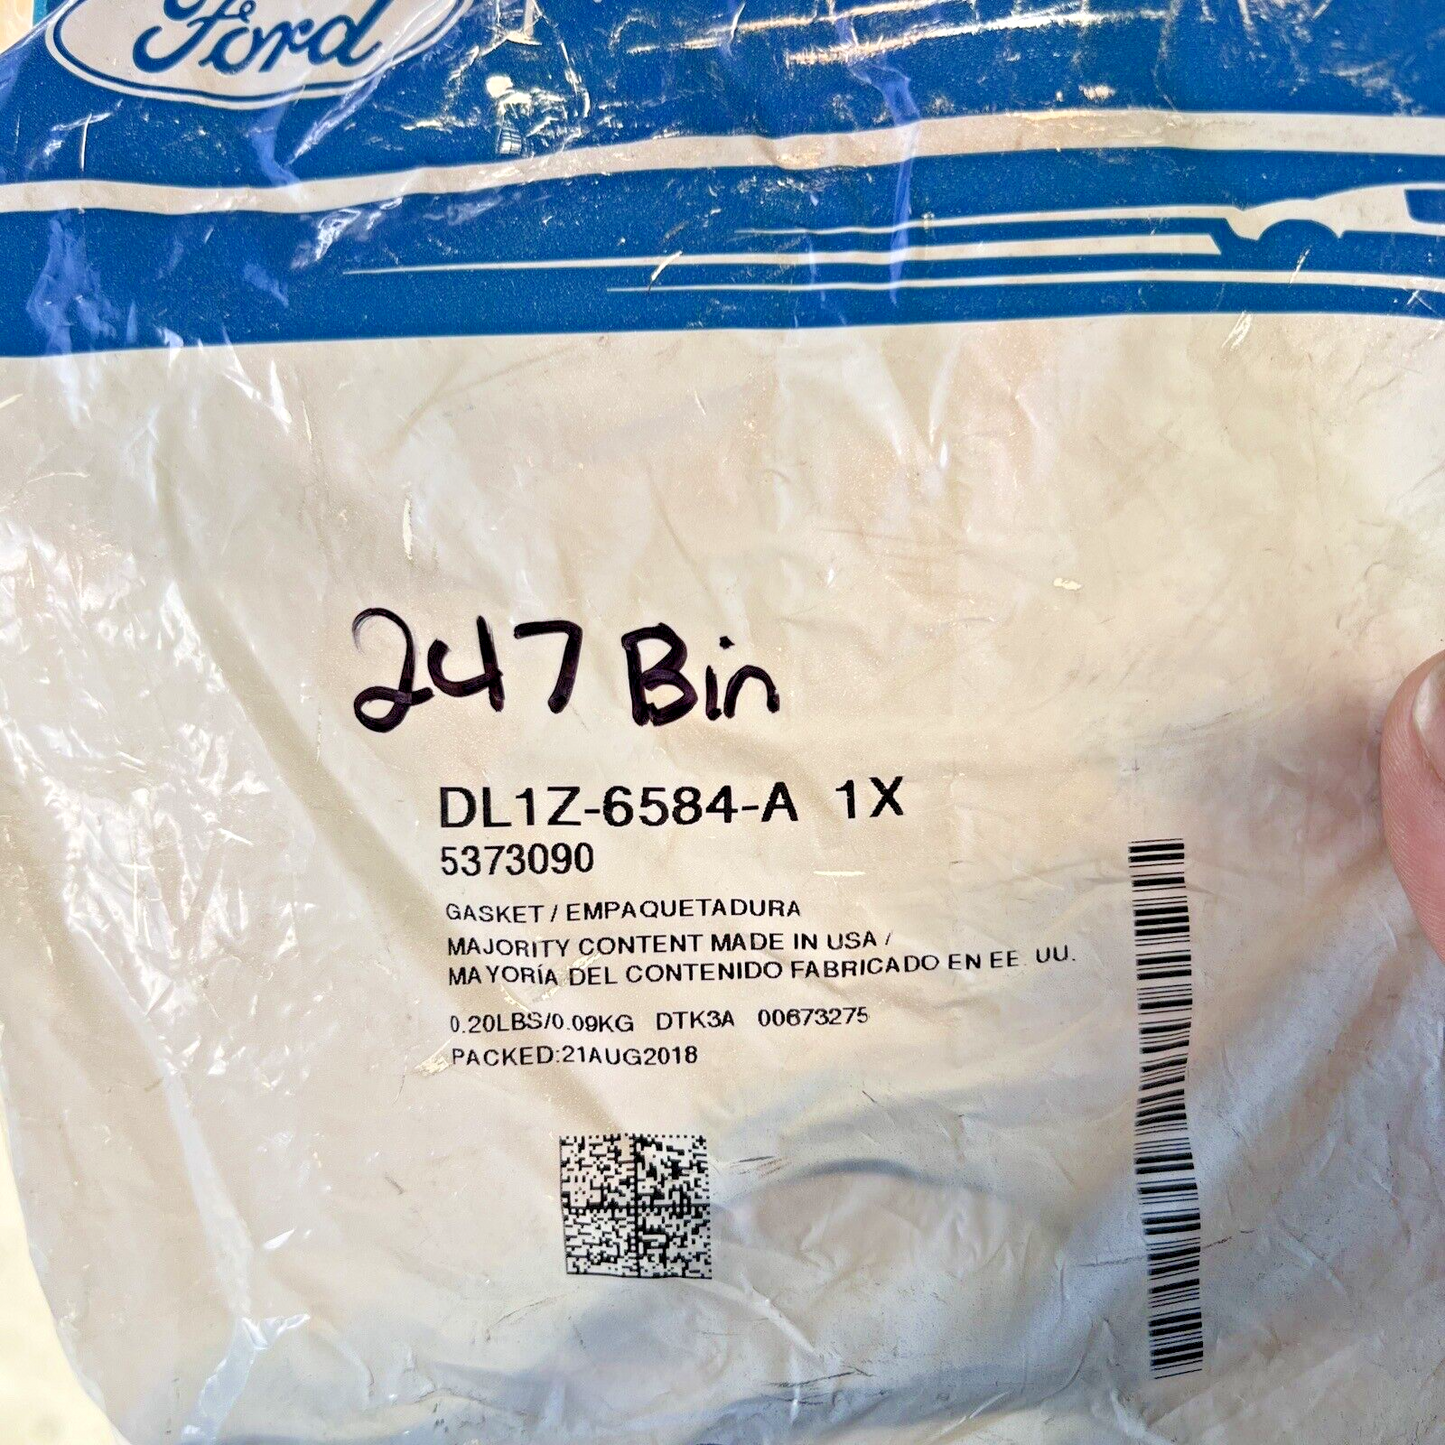 Ford
247 Bin
DL1Z-6584-A 1X
5373090
GASKET / EMPAQUETADURA
MAJORITY CONTENT MADE IN USA /
MAYORÍA DEL CONTENIDO FABRICADO EN EE. UU.
0.20LBS/0.09KG DTK3A 00673275
PACKED:21AUG2018